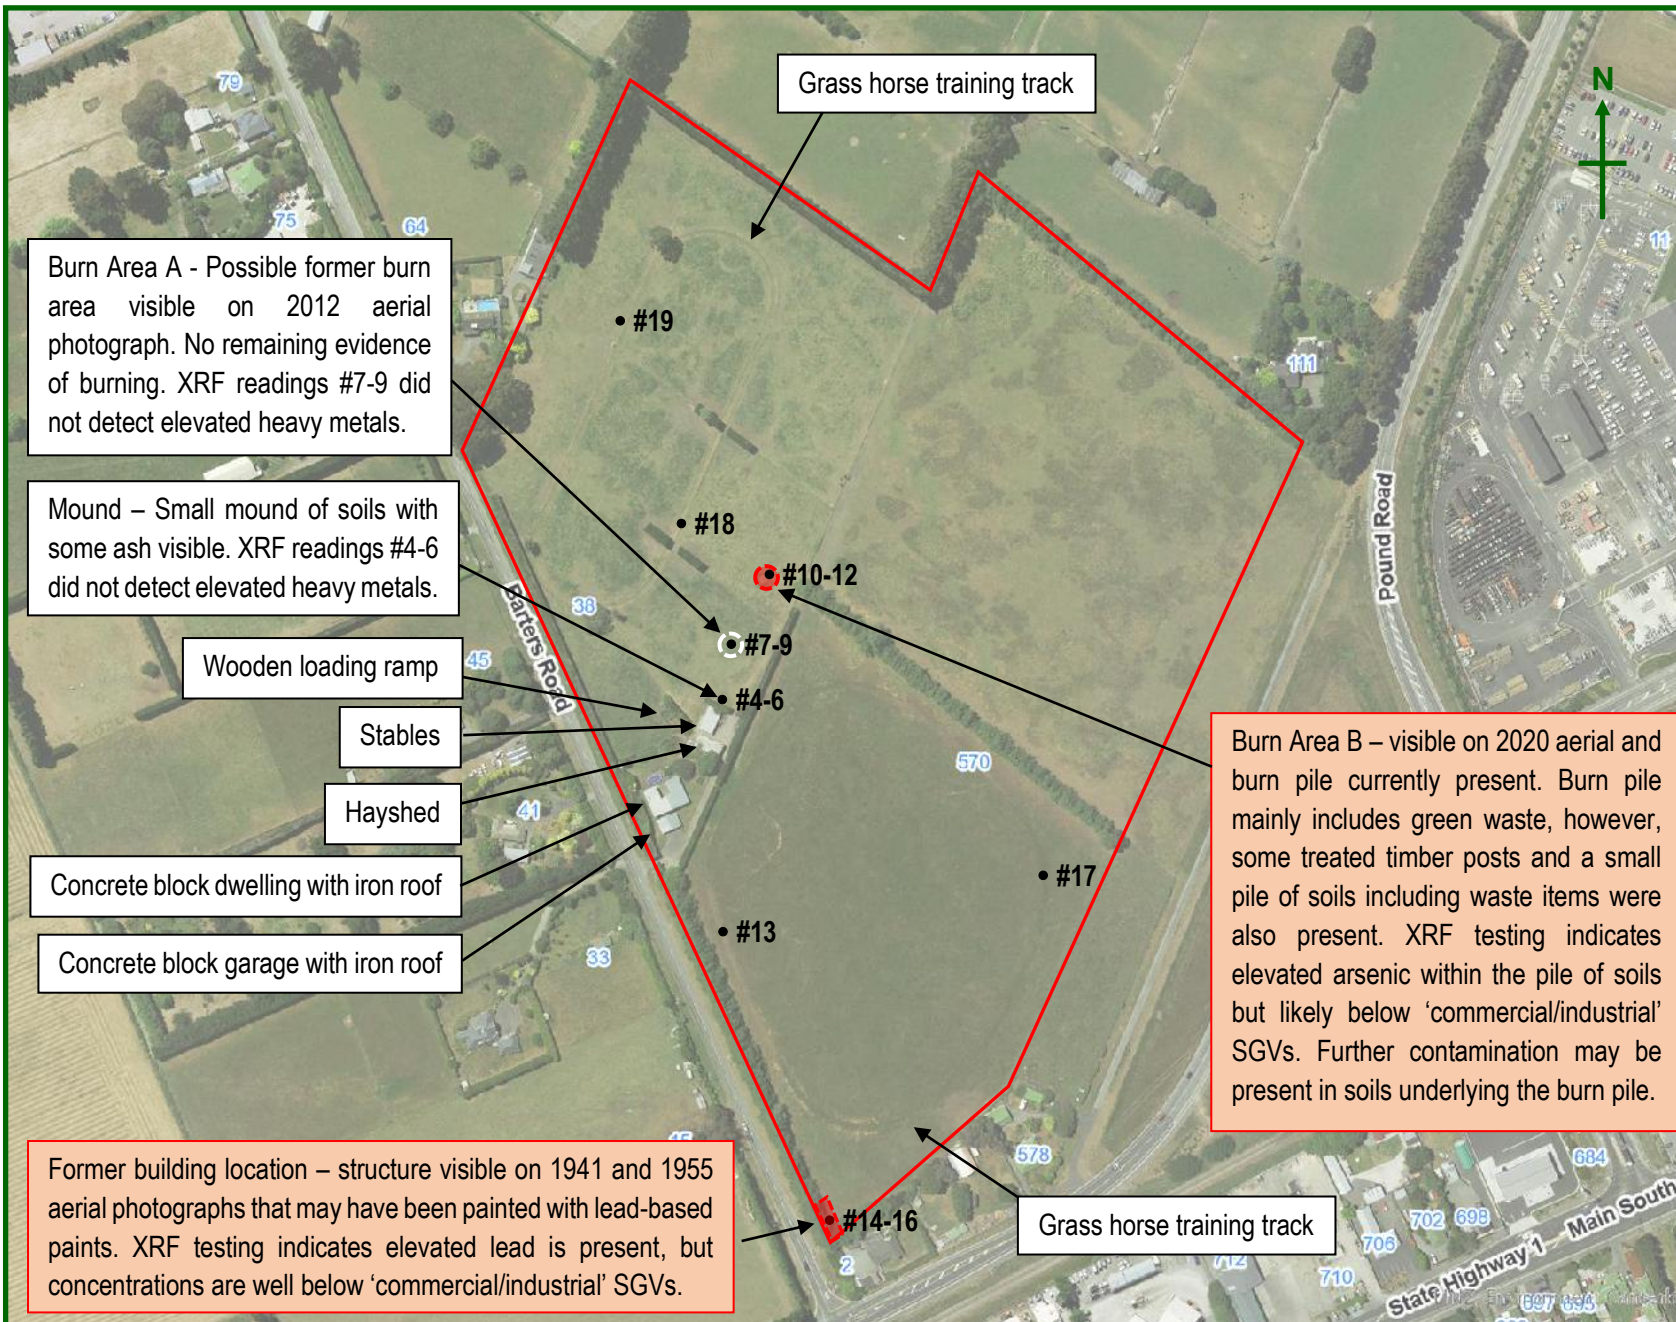 Grass horse training track
N
79
75
64
11
Burn Area A - Possible former burn
area visible on 2012 aerial
photograph. No remaining evidence
of burning. XRF readings #7-9 did
not detect elevated heavy metals.
#19
111
Mound – Small mound of soils with
some ash visible. XRF readings #4-6
did not detect elevated heavy metals.
#18
Pound Road
#10-12
38
Barters Road
#7-9
Wooden loading ramp
45
#4-6
Stables
570
Hayshed
41
Burn Area B – visible on 2020 aerial and
burn pile currently present. Burn pile
mainly includes green waste, however,
some treated timber posts and a small
pile of soils including waste items were
also present. XRF testing indicates
elevated arsenic within the pile of soils
but likely below ‘commercial/industrial’
SGVs. Further contamination may be
present in soils underlying the burn pile.
Concrete block dwelling with iron roof
#17
#13
Concrete block garage with iron roof
33
15
578
684
Former building location – structure visible on 1941 and 1955
aerial photographs that may have been painted with lead-based
paints. XRF testing indicates elevated lead is present, but
concentrations are well below ‘commercial/industrial’ SGVs.
#14-16
2
Grass horse training track
702 698
706
712
710
State Highway 1 Main South
697 695